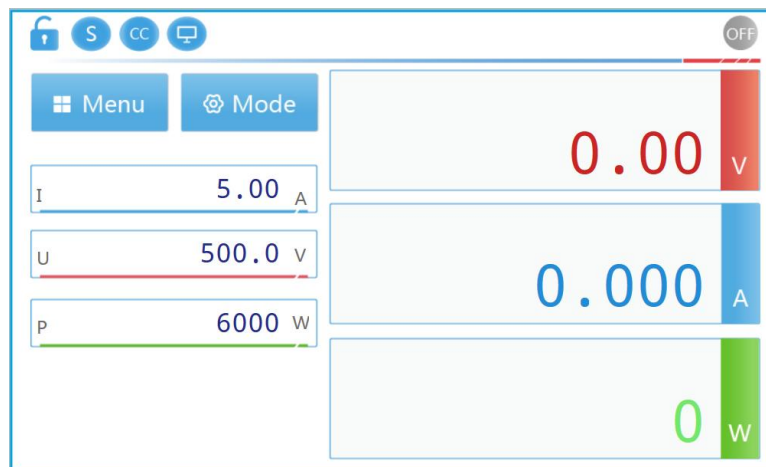 S CC OFF
Menu Mode
0.00 V
I 5.00 A
U 500.0 V
0.000 A
P 6000 W
0 W